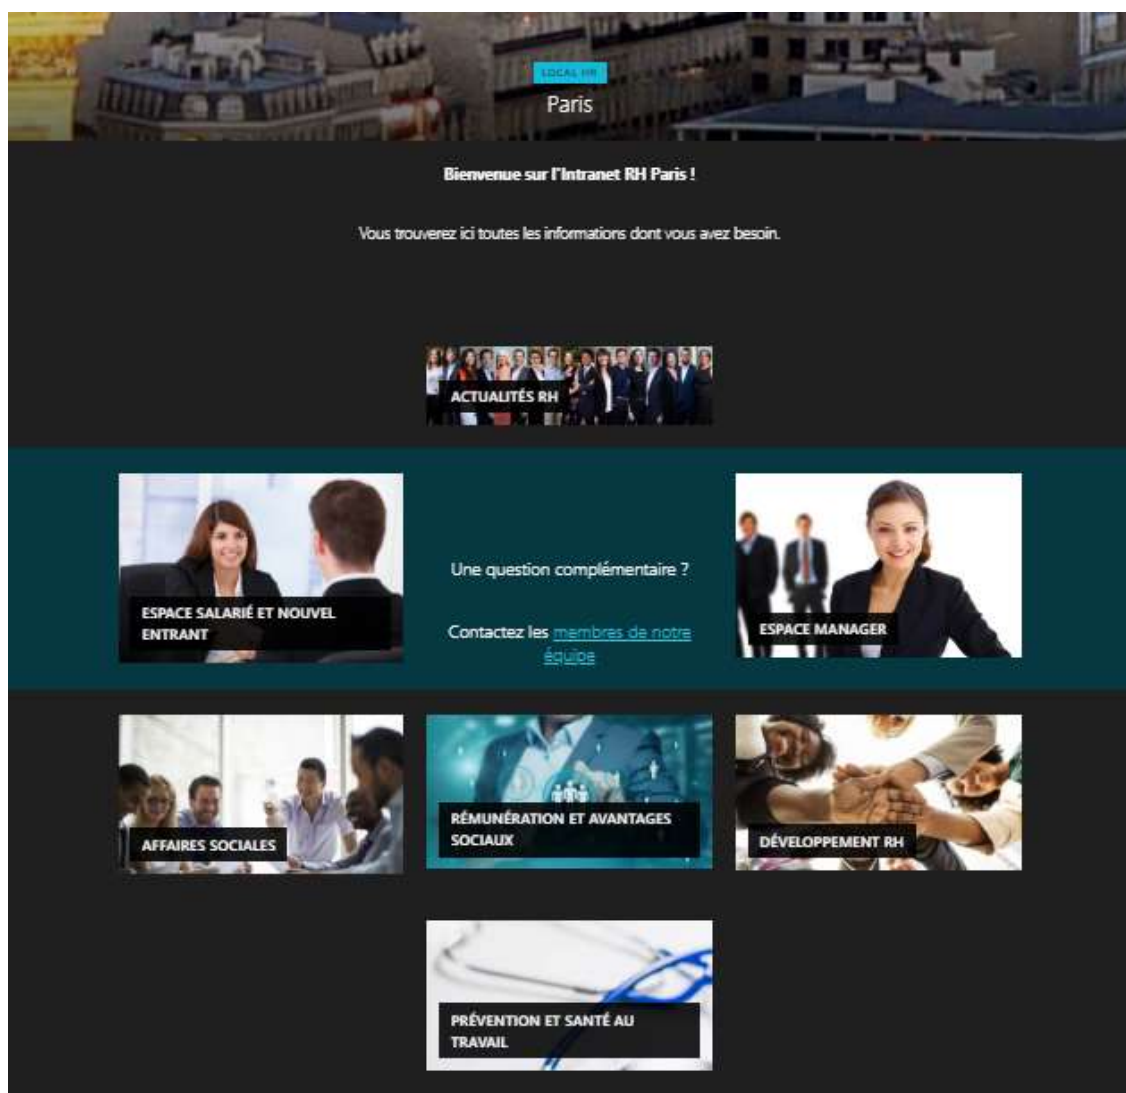 LOCAL HR
Paris
Bienvenue sur l'Intranet RH Paris !
Vous trouverez ici toutes les informations dont vous avez besoin.
ACTUALITÉS RH
ESPACE SALARIÉ ET NOUVEL
ENTRANT
Une question complémentaire ?
Contactez les membres de notre
équipe
ESPACE MANAGER
AFFAIRES SOCIALES
RÉMUNÉRATION ET AVANTAGES
SOCIAUX
DÉVELOPPEMENT RH
PRÉVENTION ET SANTÉ AU
TRAVAIL